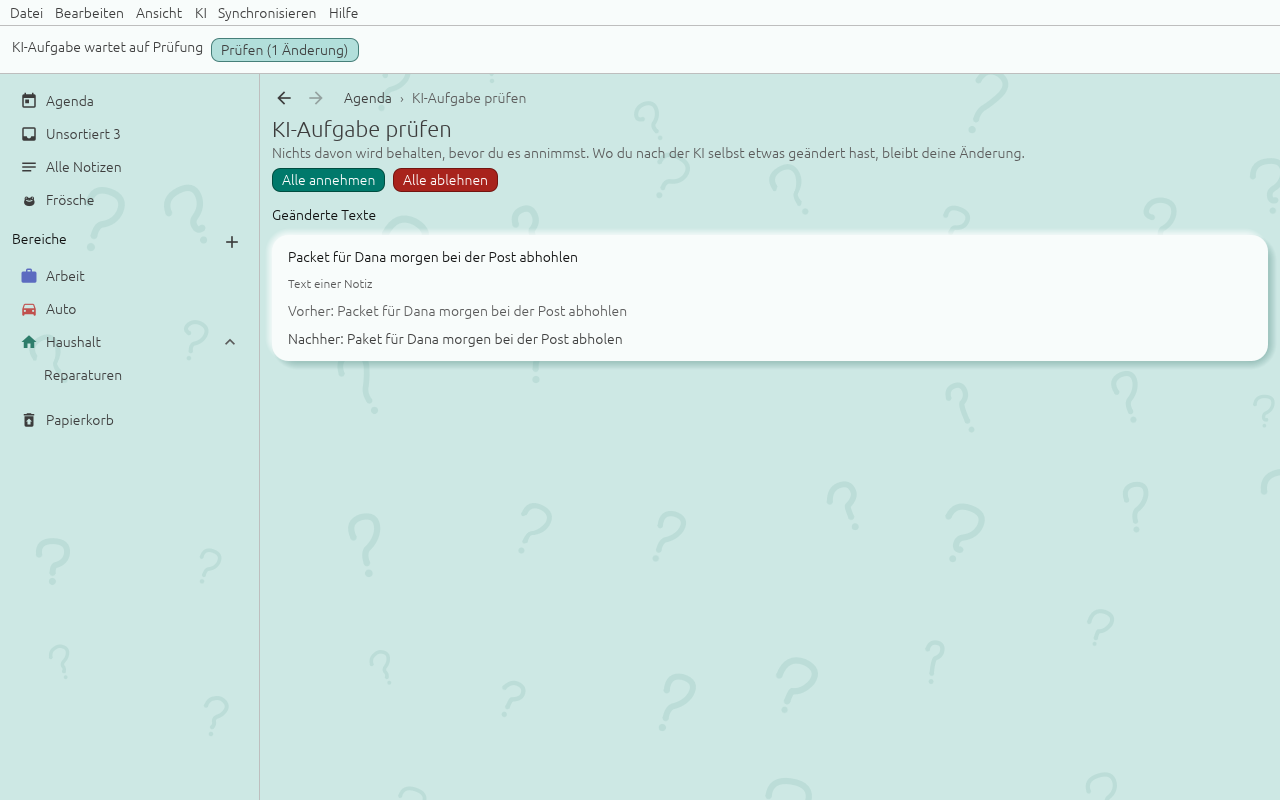 Datei Bearbeiten Ansicht KI Synchronisieren Hilfe
KI-Aufgabe wartet auf Prüfung Prüfen (1 Änderung)
Agenda
Unsortiert 3
Alle Notizen
Frösche
Bereiche
Arbeit
Auto
Haushalt
Reparaturen
Papierkorb
Agenda › KI-Aufgabe prüfen
KI-Aufgabe prüfen
Nichts davon wird behalten, bevor du es annimmst. Wo du nach der KI selbst etwas geändert hast, bleibt deine Änderung.
Alle annehmen Alle ablehnen
Geänderte Texte
Packet für Dana morgen bei der Post abhohlen
Text einer Notiz
Vorher: Packet für Dana morgen bei der Post abhohlen
Nachher: Paket für Dana morgen bei der Post abholen